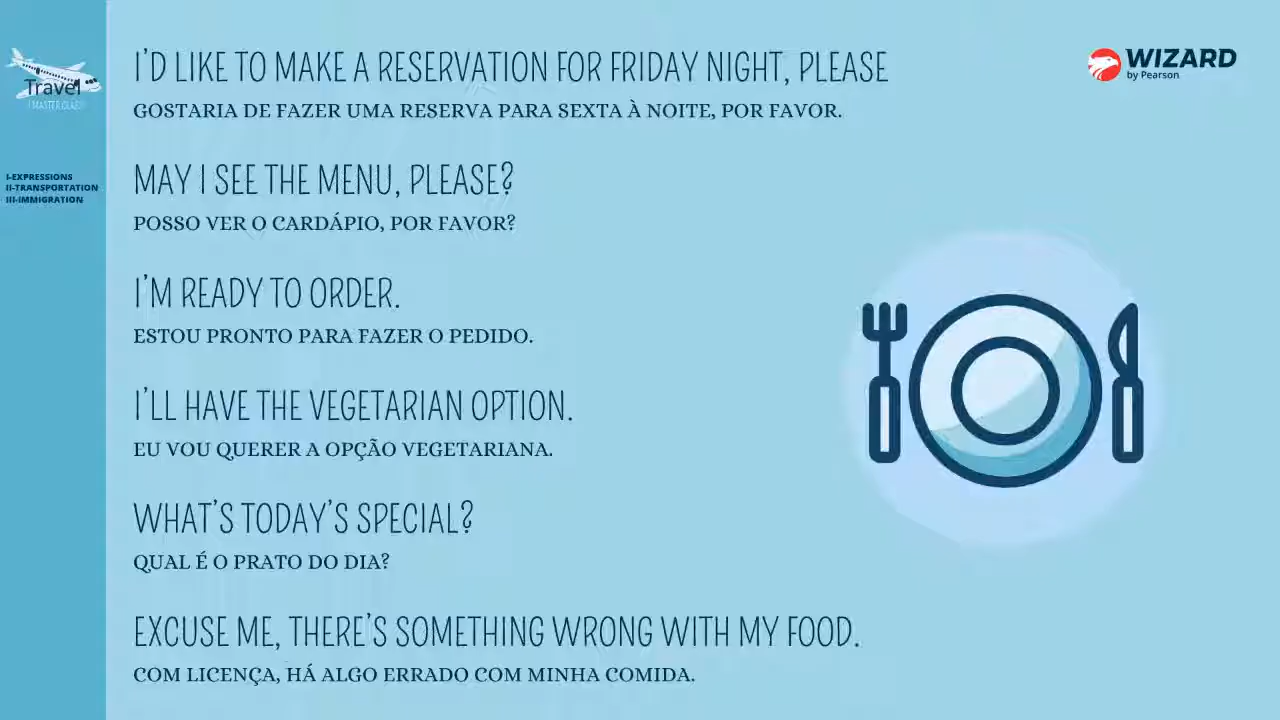 Travel
MASTERCLASS
I-EXPRESSIONS
II-TRANSPORTATION
III-IMMIGRATION
I'D LIKE TO MAKE A RESERVATION FOR FRIDAY NIGHT, PLEASE
GOSTARIA DE FAZER UMA RESERVA PARA SEXTA À NOITE, POR FAVOR.
MAY I SEE THE MENU, PLEASE?
POSSO VER O CARDÁPIO, POR FAVOR?
I'M READY TO ORDER.
ESTOU PRONTO PARA FAZER O PEDIDO.
I'LL HAVE THE VEGETARIAN OPTION.
EU VOU QUERER A OPÇÃO VEGETARIANA.
WHAT'S TODAY'S SPECIAL?
QUAL É O PRATO DO DIA?
EXCUSE ME, THERE'S SOMETHING WRONG WITH MY FOOD.
COM LICENÇA, HÁ ALGO ERRADO COM MINHA COMIDA.
WIZARD
by Pearson